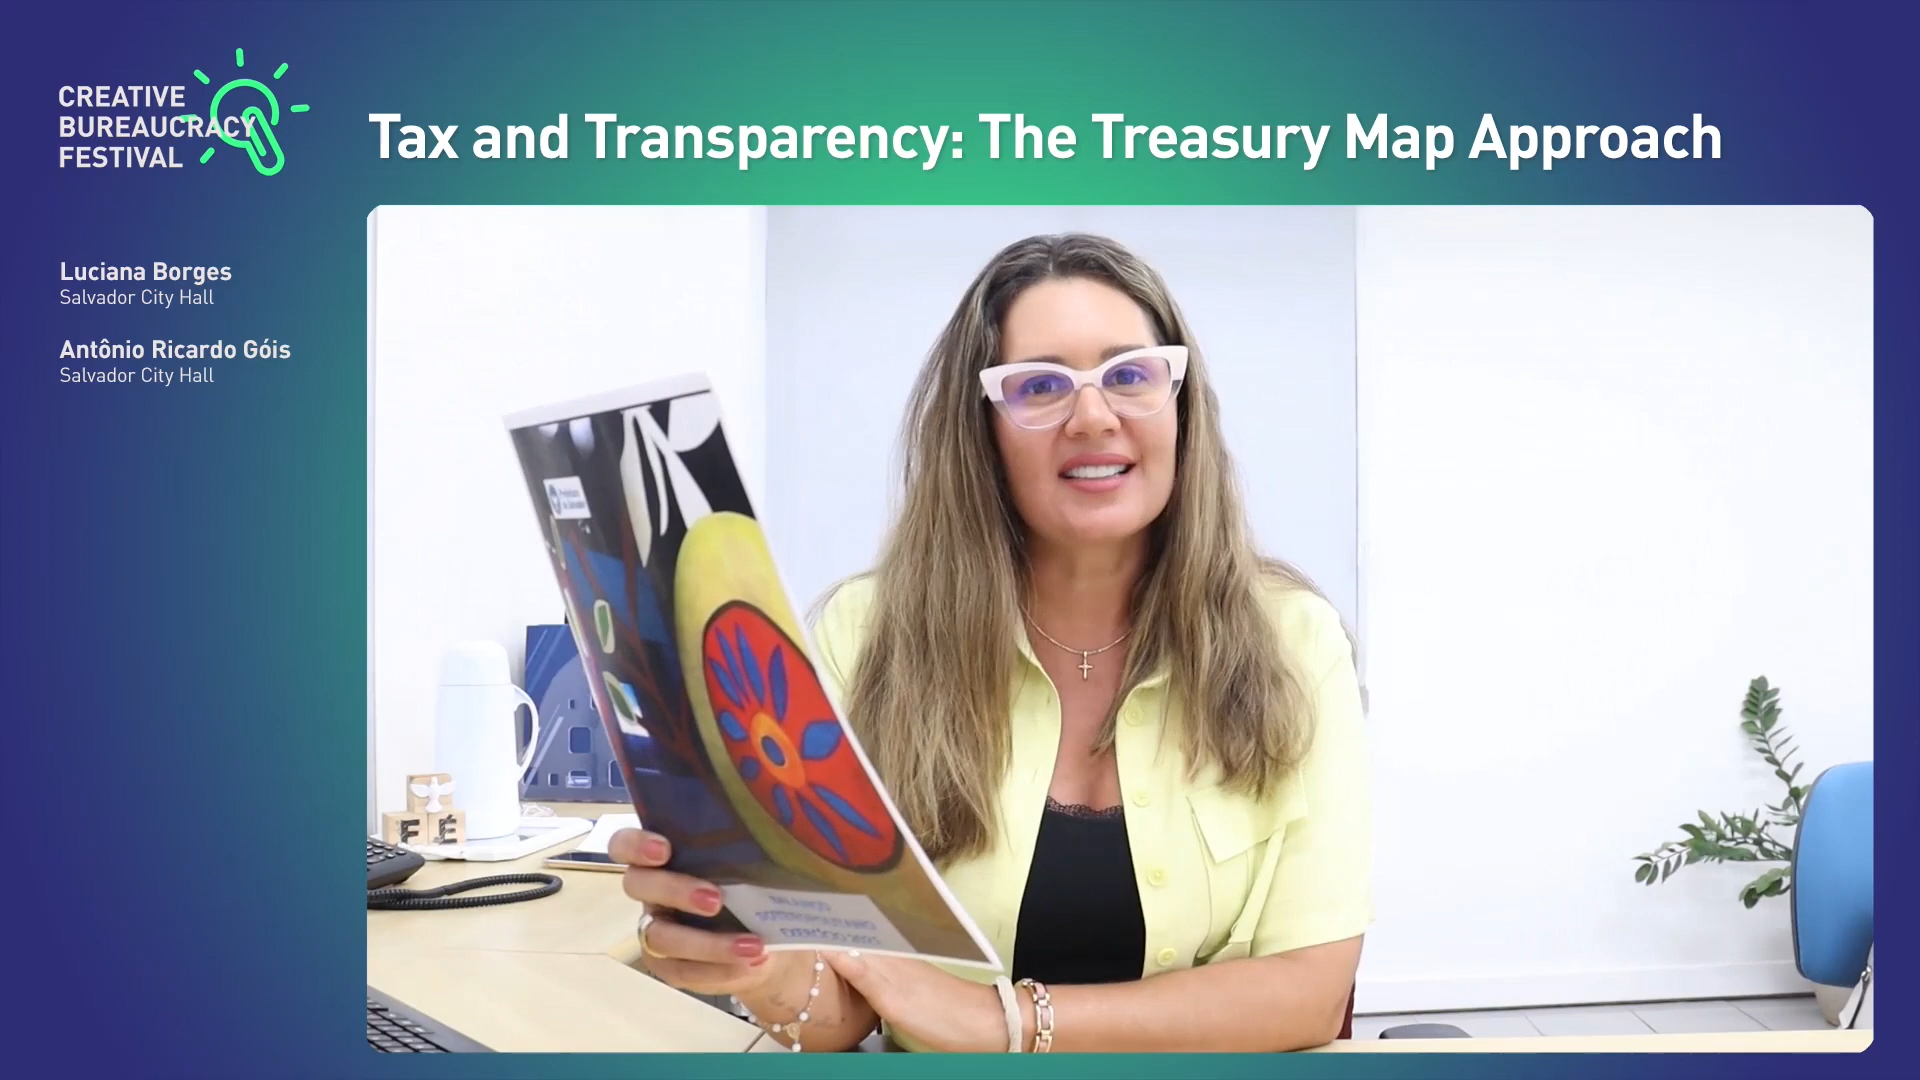 CREATIVE
BUREAUCRACY
FESTIVAL
Tax and Transparency: The Treasury Map Approach
Luciana Borges
Salvador City Hall
Antônio Ricardo Góis
Salvador City Hall
FÉ